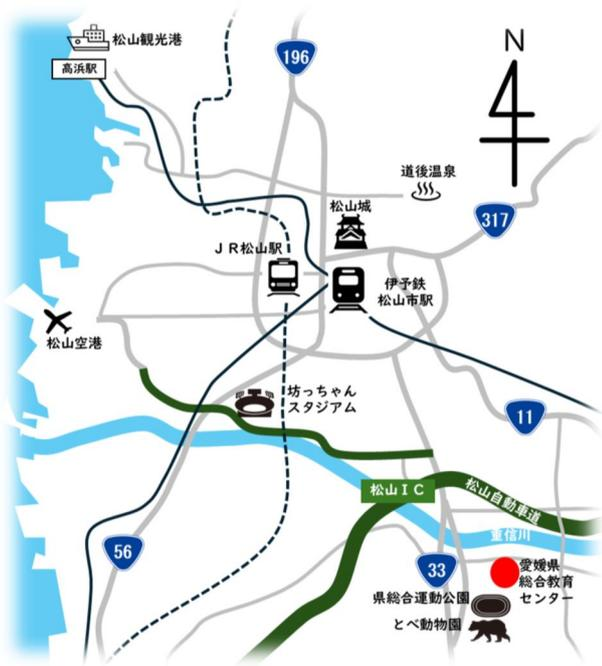 松山観光港
高浜駅
196
N
道後温泉
松山城
317
JR松山駅
伊予鉄
松山市駅
松山空港
坊っちゃん
スタジアム
11
松山IC
松山自動車道
重信川
56
33
愛媛県
総合教育
センター
県総合運動公園
とべ動物園